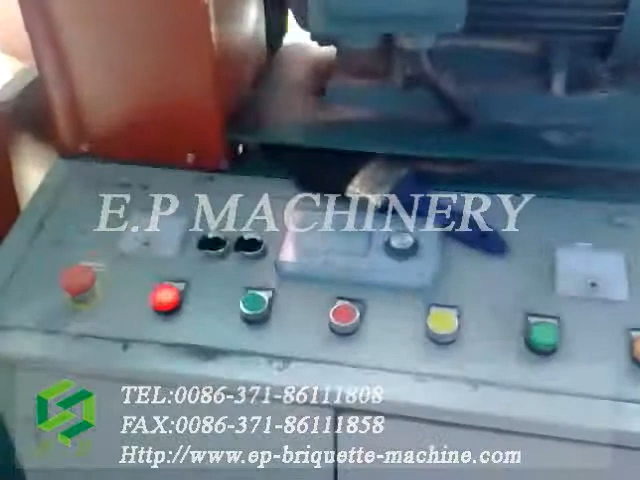 E.P MACHINERY
TEL:0086-371-86111808
FAX:0086-371-86111858
Http://www.ep-briquette-machine.com